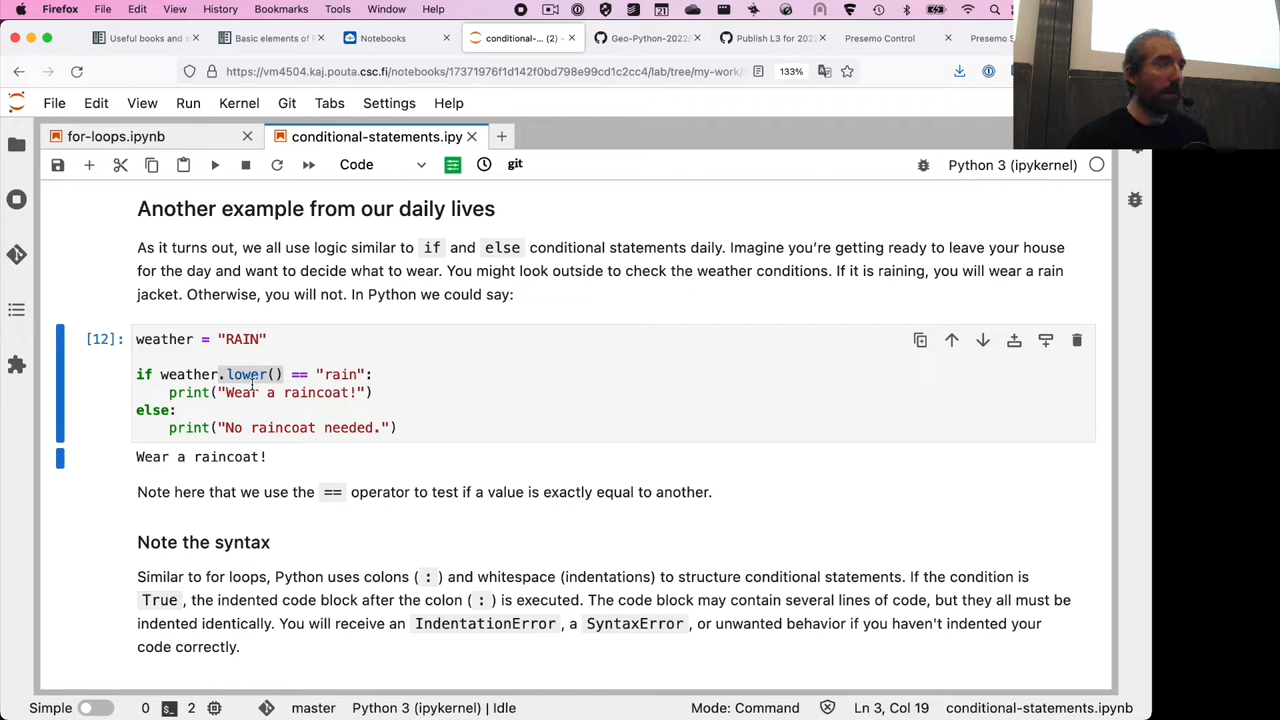 Firefox File Edit View History Bookmarks Tools Window Help
Useful books and s
Basic elements of F
Notebooks
conditional-... (2)
Geo-Python-2022/
Publish L3 for 202
Presemo Control
Presemo S
https://vm4504.kaj.pouta.csc.fi/notebooks/17371976f1d142f0bd798e99cd1c2cc4/lab/tree/my-work/
133%
File Edit View Run Kernel Git Tabs Settings Help
for-loops.ipynb
conditional-statements.ipy
Code
git
Python 3 (ipykernel)
Another example from our daily lives
As it turns out, we all use logic similar to if and else conditional statements daily. Imagine you're getting ready to leave your house
for the day and want to decide what to wear. You might look outside to check the weather conditions. If it is raining, you will wear a rain
jacket. Otherwise, you will not. In Python we could say:
[12]: weather = "RAIN"
if weather.lower() == "rain":
print("Wear a raincoat!")
else:
print("No raincoat needed.")
Wear a raincoat!
Note here that we use the == operator to test if a value is exactly equal to another.
Note the syntax
Similar to for loops, Python uses colons ( : ) and whitespace (indentations) to structure conditional statements. If the condition is
True , the indented code block after the colon ( : ) is executed. The code block may contain several lines of code, but they all must be
indented identically. You will receive an IndentationError , a SyntaxError , or unwanted behavior if you haven't indented your
code correctly.
Simple 0 2 master Python 3 (ipykernel) | Idle Mode: Command Ln 3, Col 19 conditional-statements.ipynb